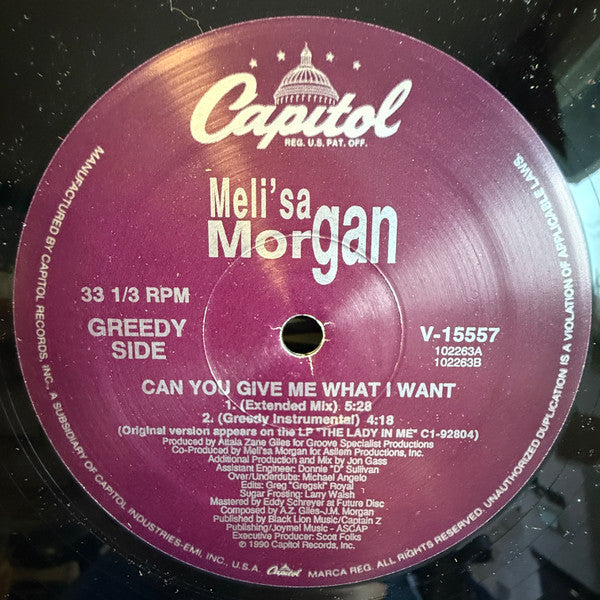 Capitol
REG. U.S. PAT. OFF.
Meli'sa
Morgan
33 1/3 RPM
GREEDY
SIDE
V-15557
102263A
102263B
CAN YOU GIVE ME WHAT I WANT
1. (Extended Mix) 5:28
2. (Greedy Instrumental) 4:18
(Original version appears on the LP "THE LADY IN ME" C1-92804)
Produced by Attala Zane Giles for Groove Specialist Productions
Co-Produced by Meli'sa Morgan for Asilem Productions, Inc.
Additional Production and Mix by Jon Gass
Assistant Engineer: Donnie "D" Sullivan
Over/Underdubs: Michael Angelo
Edits: Greg "Gregski" Royal
Sugar Frosting: Larry Walsh
Mastered by Eddy Schreyer at Future Disc
Composed by A.Z. Giles-J.M. Morgan
Published by Black Lion Music/Captain Z
Publishing/Joymel Music - ASCAP
Executive Producer: Scott Folks
© 1990 Capitol Records, Inc.
MANUFACTURED BY CAPITOL RECORDS, INC., A SUBSIDIARY OF CAPITOL INDUSTRIES-EMI, INC., U.S.A. Capitol MARCA REG. ALL RIGHTS RESERVED. UNAUTHORIZED DUPLICATION IS A VIOLATION OF APPLICABLE LAWS.